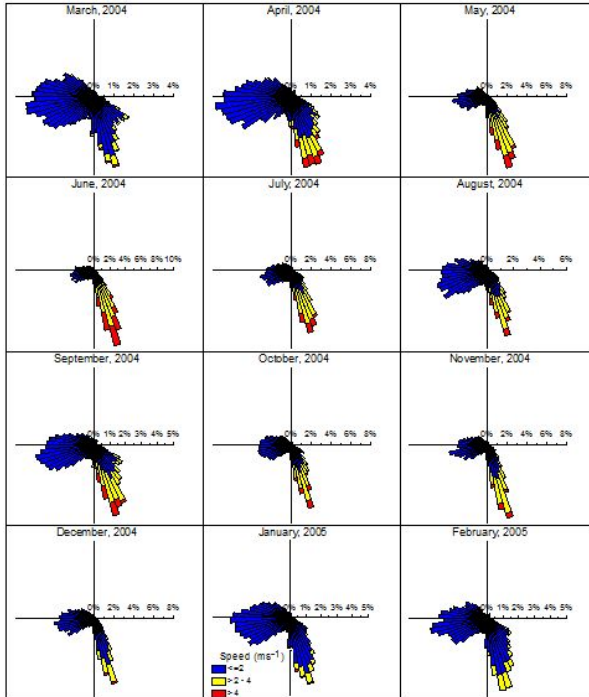 March, 2004
0% 1% 2% 3% 4%
April, 2004
0% 1% 2% 3% 4%
May, 2004
0% 2% 4% 6% 8%
June, 2004
0% 2% 4% 6% 8% 10%
July, 2004
0% 2% 4% 6% 8%
August, 2004
0% 2% 4% 6%
September, 2004
0% 1% 2% 3% 4% 5%
October, 2004
0% 2% 4% 6% 8%
November, 2004
0% 2% 4% 6% 8%
December, 2004
0% 2% 4% 6% 8%
January, 2005
0% 1% 2% 3% 4% 5%
February, 2005
0% 1% 2% 3% 4% 5%
Speed (ms⁻¹)
<=2
>2 - 4
>4